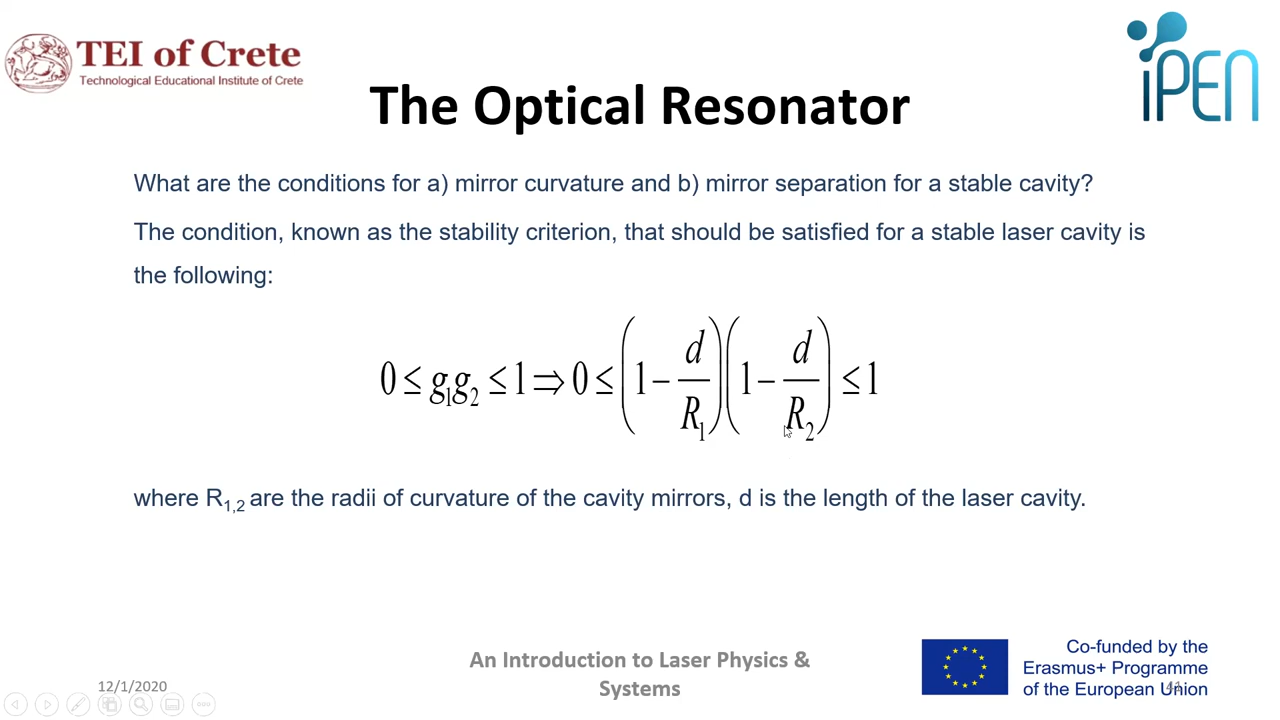 TEI of Crete
Technological Educational Institute of Crete
iPEN
The Optical Resonator
What are the conditions for a) mirror curvature and b) mirror separation for a stable cavity?
The condition, known as the stability criterion, that should be satisfied for a stable laser cavity is
the following:
0 ≤ g₁g₂ ≤ 1 ⇒ 0 ≤ (1 − d/R₁)(1 − d/R₂) ≤ 1
where R₁,₂ are the radii of curvature of the cavity mirrors, d is the length of the laser cavity.
12/1/2020
An Introduction to Laser Physics &
Systems
Co-funded by the
Erasmus+ Programme
of the European Union